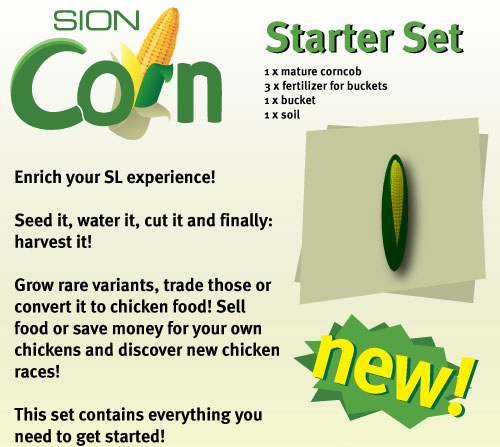 SION
Corn
Starter Set
1 x mature corncob
3 x fertilizer for buckets
1 x bucket
1 x soil
Enrich your SL experience!
Seed it, water it, cut it and finally:
harvest it!
Grow rare variants, trade those or
convert it to chicken food! Sell
food or save money for your own
chickens and discover new chicken
races!
new!
This set contains everything you
need to get started!